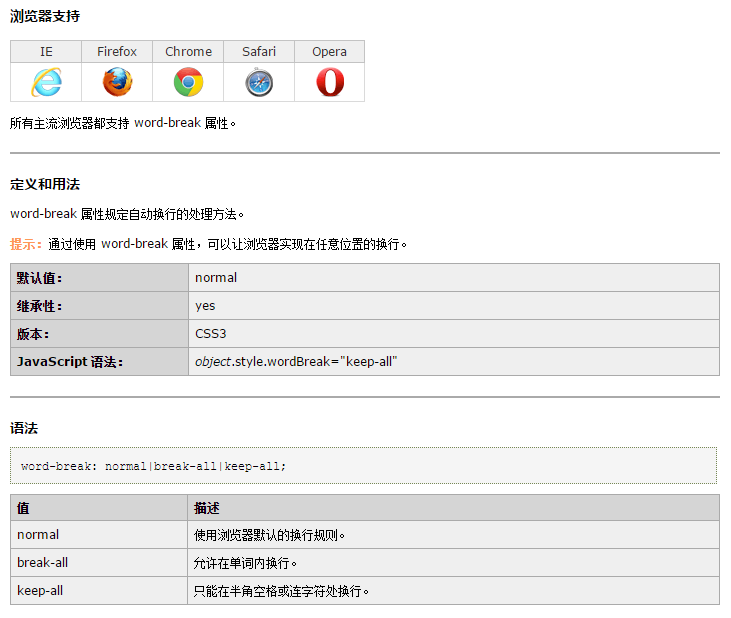 浏览器支持
IE Firefox Chrome Safari Opera
所有主流浏览器都支持 word-break 属性。
定义和用法
word-break 属性规定自动换行的处理方法。
提示：通过使用 word-break 属性，可以让浏览器实现在任意位置的换行。
默认值： normal
继承性： yes
版本： CSS3
JavaScript 语法： object.style.wordBreak="keep-all"
语法
word-break: normal|break-all|keep-all;
值 描述
normal 使用浏览器默认的换行规则。
break-all 允许在单词内换行。
keep-all 只能在半角空格或连字符处换行。